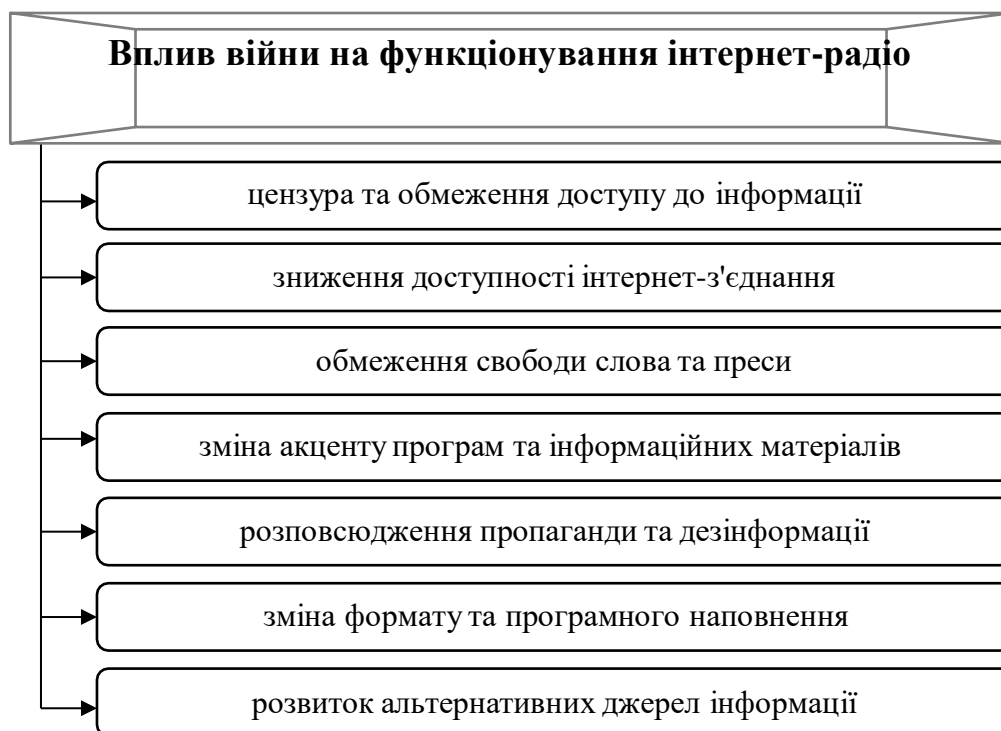 Вплив війни на функціонування інтернет-радіо
цензура та обмеження доступу до інформації
зниження доступності інтернет-з'єднання
обмеження свободи слова та преси
зміна акценту програм та інформаційних матеріалів
розповсюдження пропаганди та дезінформації
зміна формату та програмного наповнення
розвиток альтернативних джерел інформації